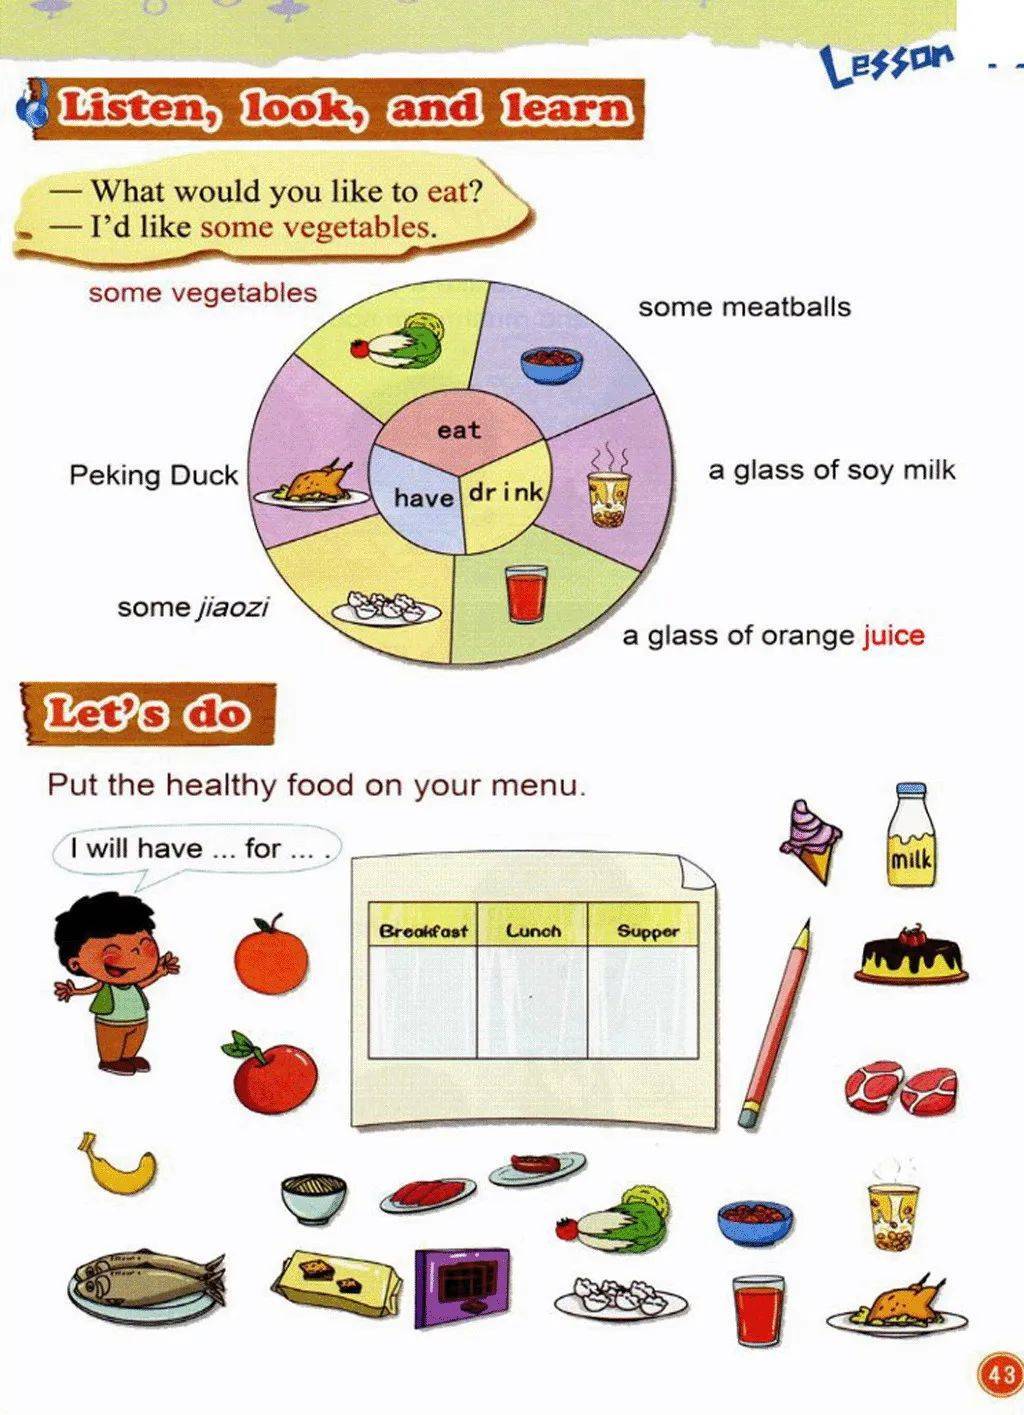 Lesson
Listen, look, and learn
— What would you like to eat?
— I'd like some vegetables.
some vegetables
some meatballs
eat
Peking Duck
have
drink
a glass of soy milk
some jiaozi
a glass of orange juice
Let's do
Put the healthy food on your menu.
I will have ... for ... .
milk
Breakfast Lunch Supper
43